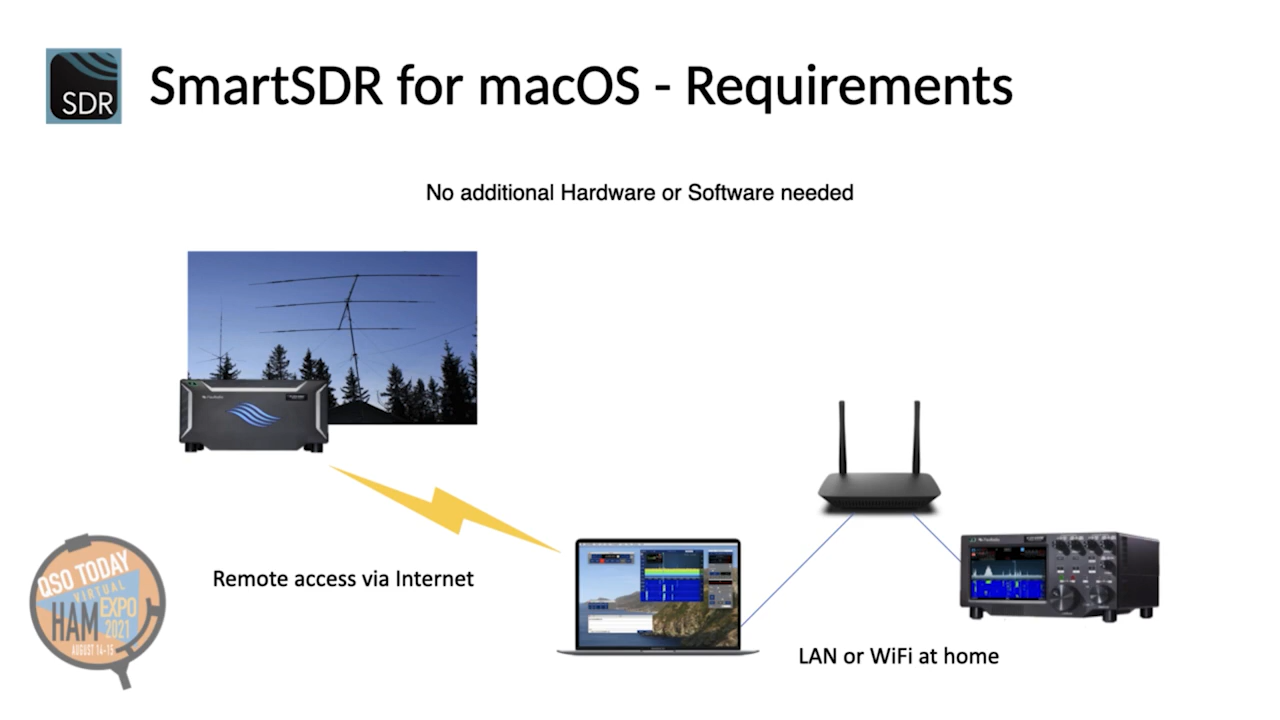 SDR
SmartSDR for macOS - Requirements
No additional Hardware or Software needed
Remote access via Internet
LAN or WiFi at home
QSO TODAY
VIRTUAL
HAM EXPO
2021
AUGUST 14-15